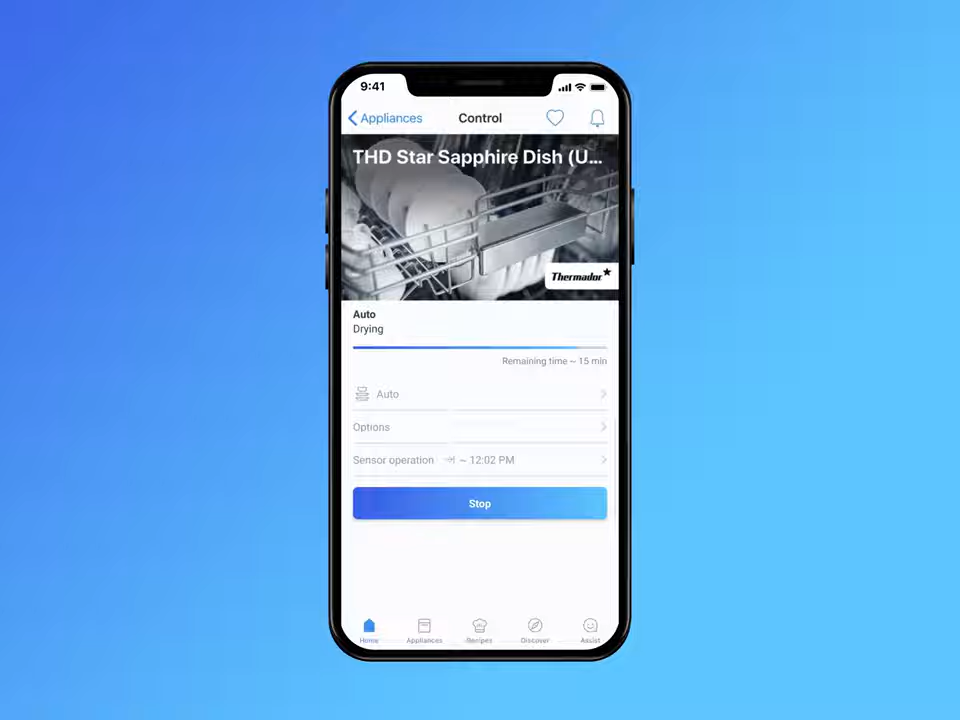 9:41
Appliances Control
THD Star Sapphire Dish (U...
Thermador
Auto
Drying
Remaining time ~ 15 min
Auto
Options
Sensor operation ~ 12:02 PM
Stop
Home Appliances Recipes Discover Assist